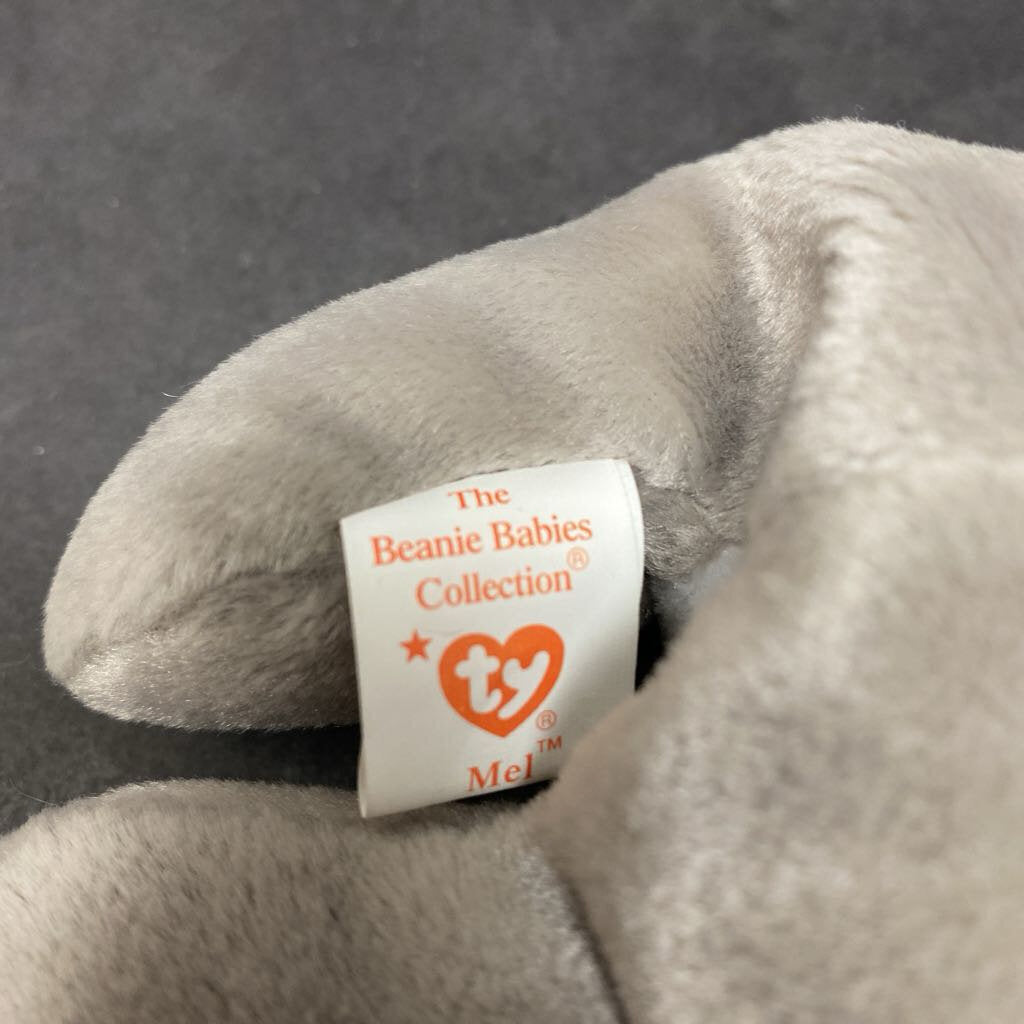 The
Beanie Babies
Collection®
★ ty®
Mel™